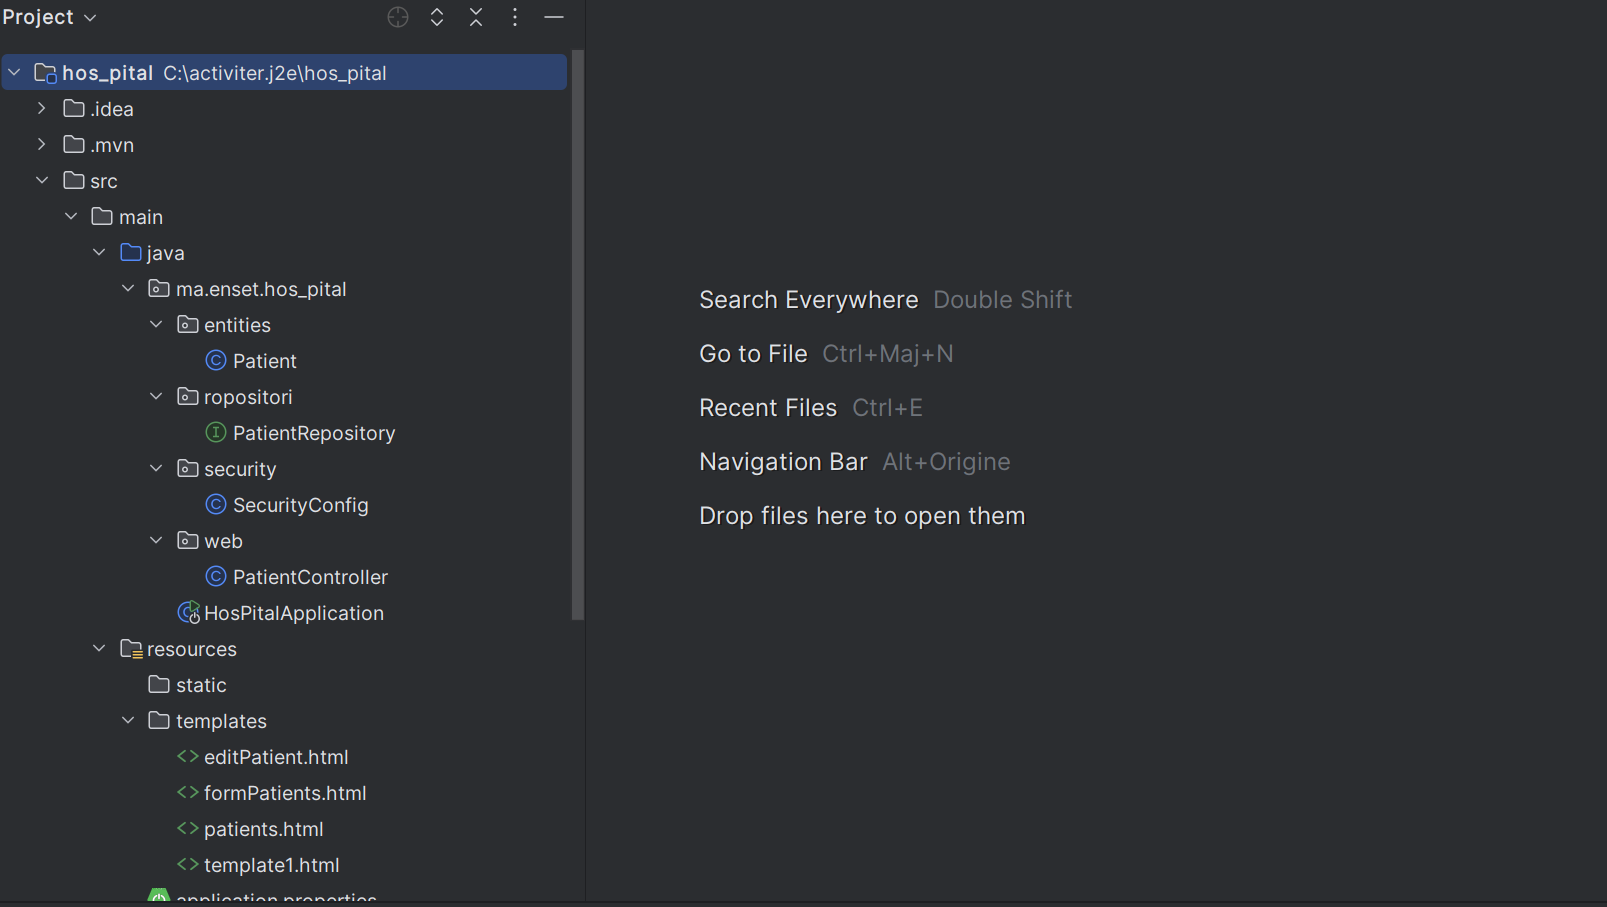 Project
hos_pital C:\activiter.j2e\hos_pital
.idea
.mvn
src
main
java
ma.enset.hos_pital
entities
Patient
ropositori
PatientRepository
security
SecurityConfig
web
PatientController
HosPitalApplication
resources
static
templates
editPatient.html
formPatients.html
patients.html
template1.html
application.properties
Search Everywhere Double Shift
Go to File Ctrl+Maj+N
Recent Files Ctrl+E
Navigation Bar Alt+Origine
Drop files here to open them